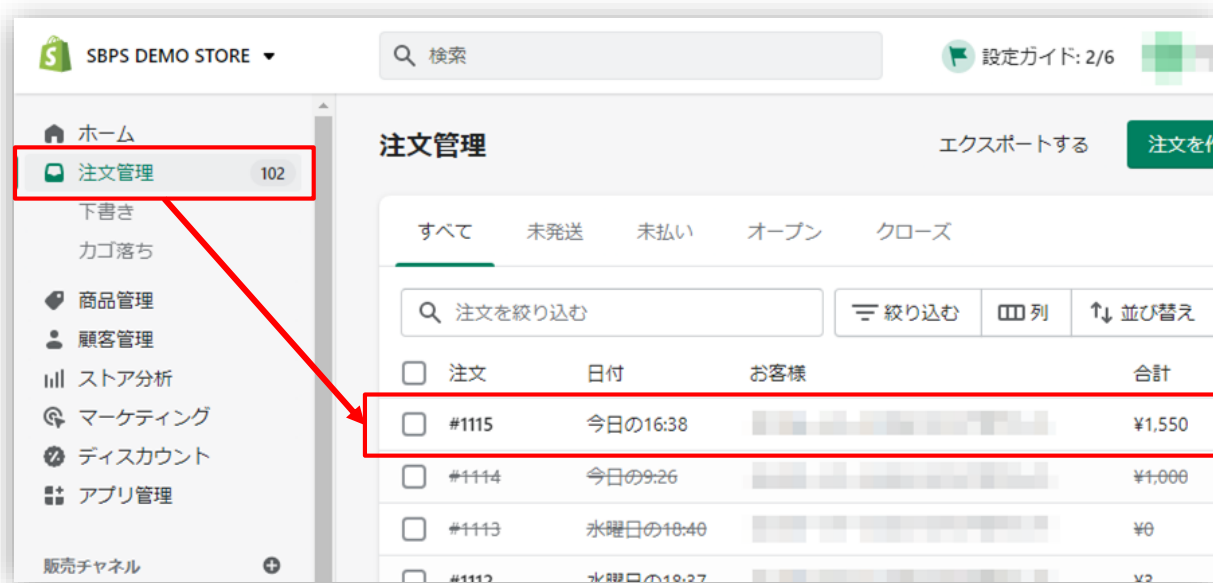 SBPS DEMO STORE
検索
設定ガイド: 2/6
ホーム
注文管理 102
下書き
カゴ落ち
商品管理
顧客管理
ストア分析
マーケティング
ディスカウント
アプリ管理
販売チャネル
注文管理
エクスポートする
注文を
すべて 未発送 未払い オープン クローズ
注文を絞り込む
絞り込む 列 並び替え
注文 日付 お客様 合計
#1115 今日の16:38 ¥1,550
#1114 今日の9:26 ¥1,000
#1113 水曜日の18:40 ¥0
#1112 水曜日の18:37 ¥3